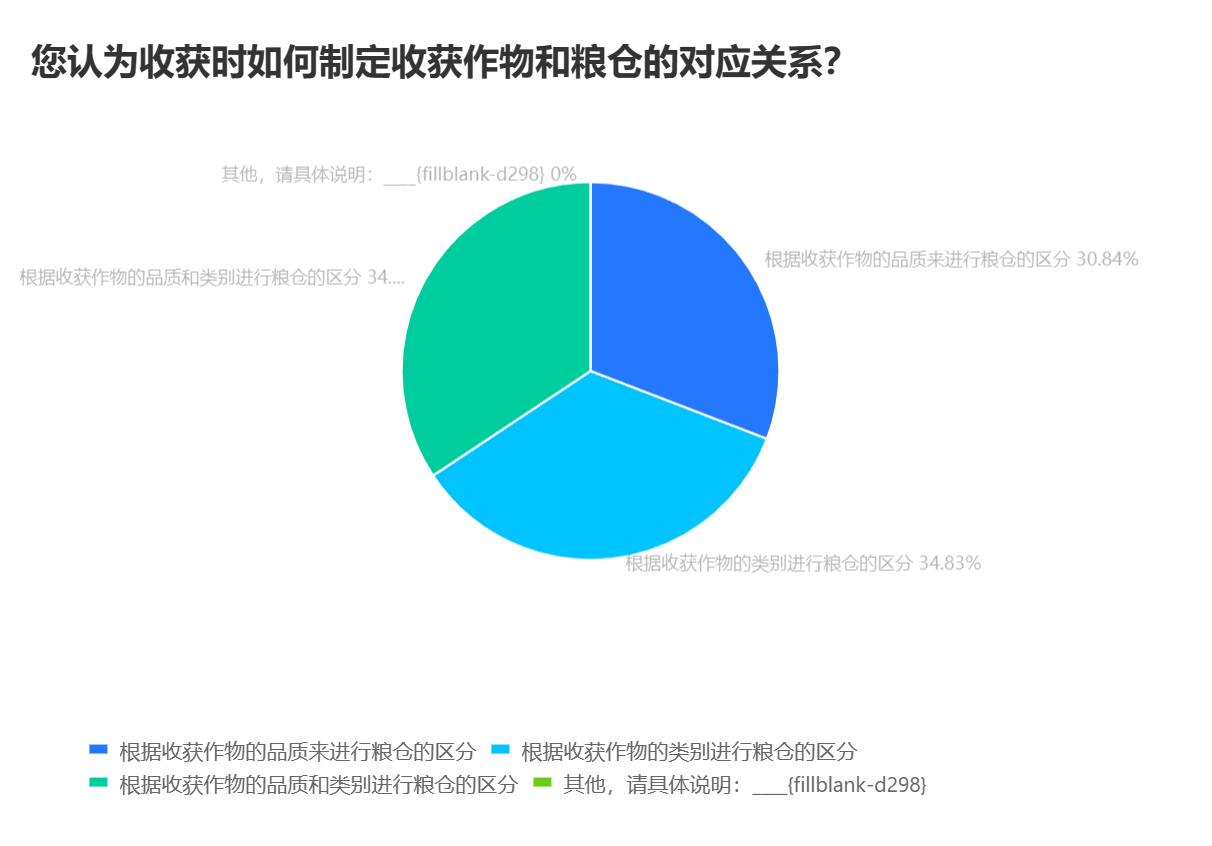 您认为收获时如何制定收获作物和粮仓的对应关系？
其他，请具体说明：____{fillblank-d298} 0%
根据收获作物的品质来进行粮仓的区分 30.84%
根据收获作物的品质和类别进行粮仓的区分 34....
根据收获作物的类别进行粮仓的区分 34.83%
根据收获作物的品质来进行粮仓的区分 根据收获作物的类别进行粮仓的区分
根据收获作物的品质和类别进行粮仓的区分 其他，请具体说明：____{fillblank-d298}